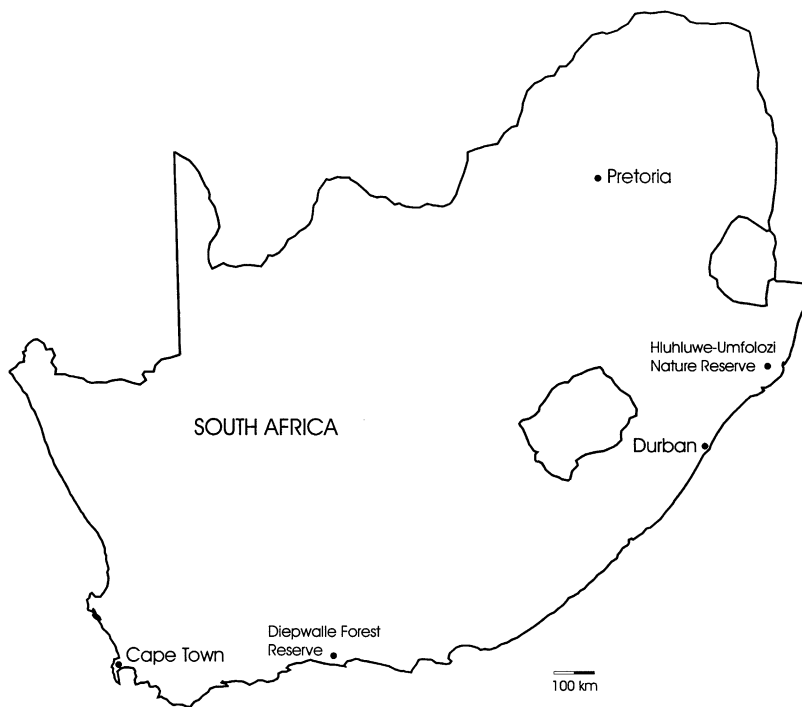 Pretoria
Hluhluwe-Umfolozi
Nature Reserve
SOUTH AFRICA
Durban
Diepwalle Forest
Reserve
Cape Town
100 km